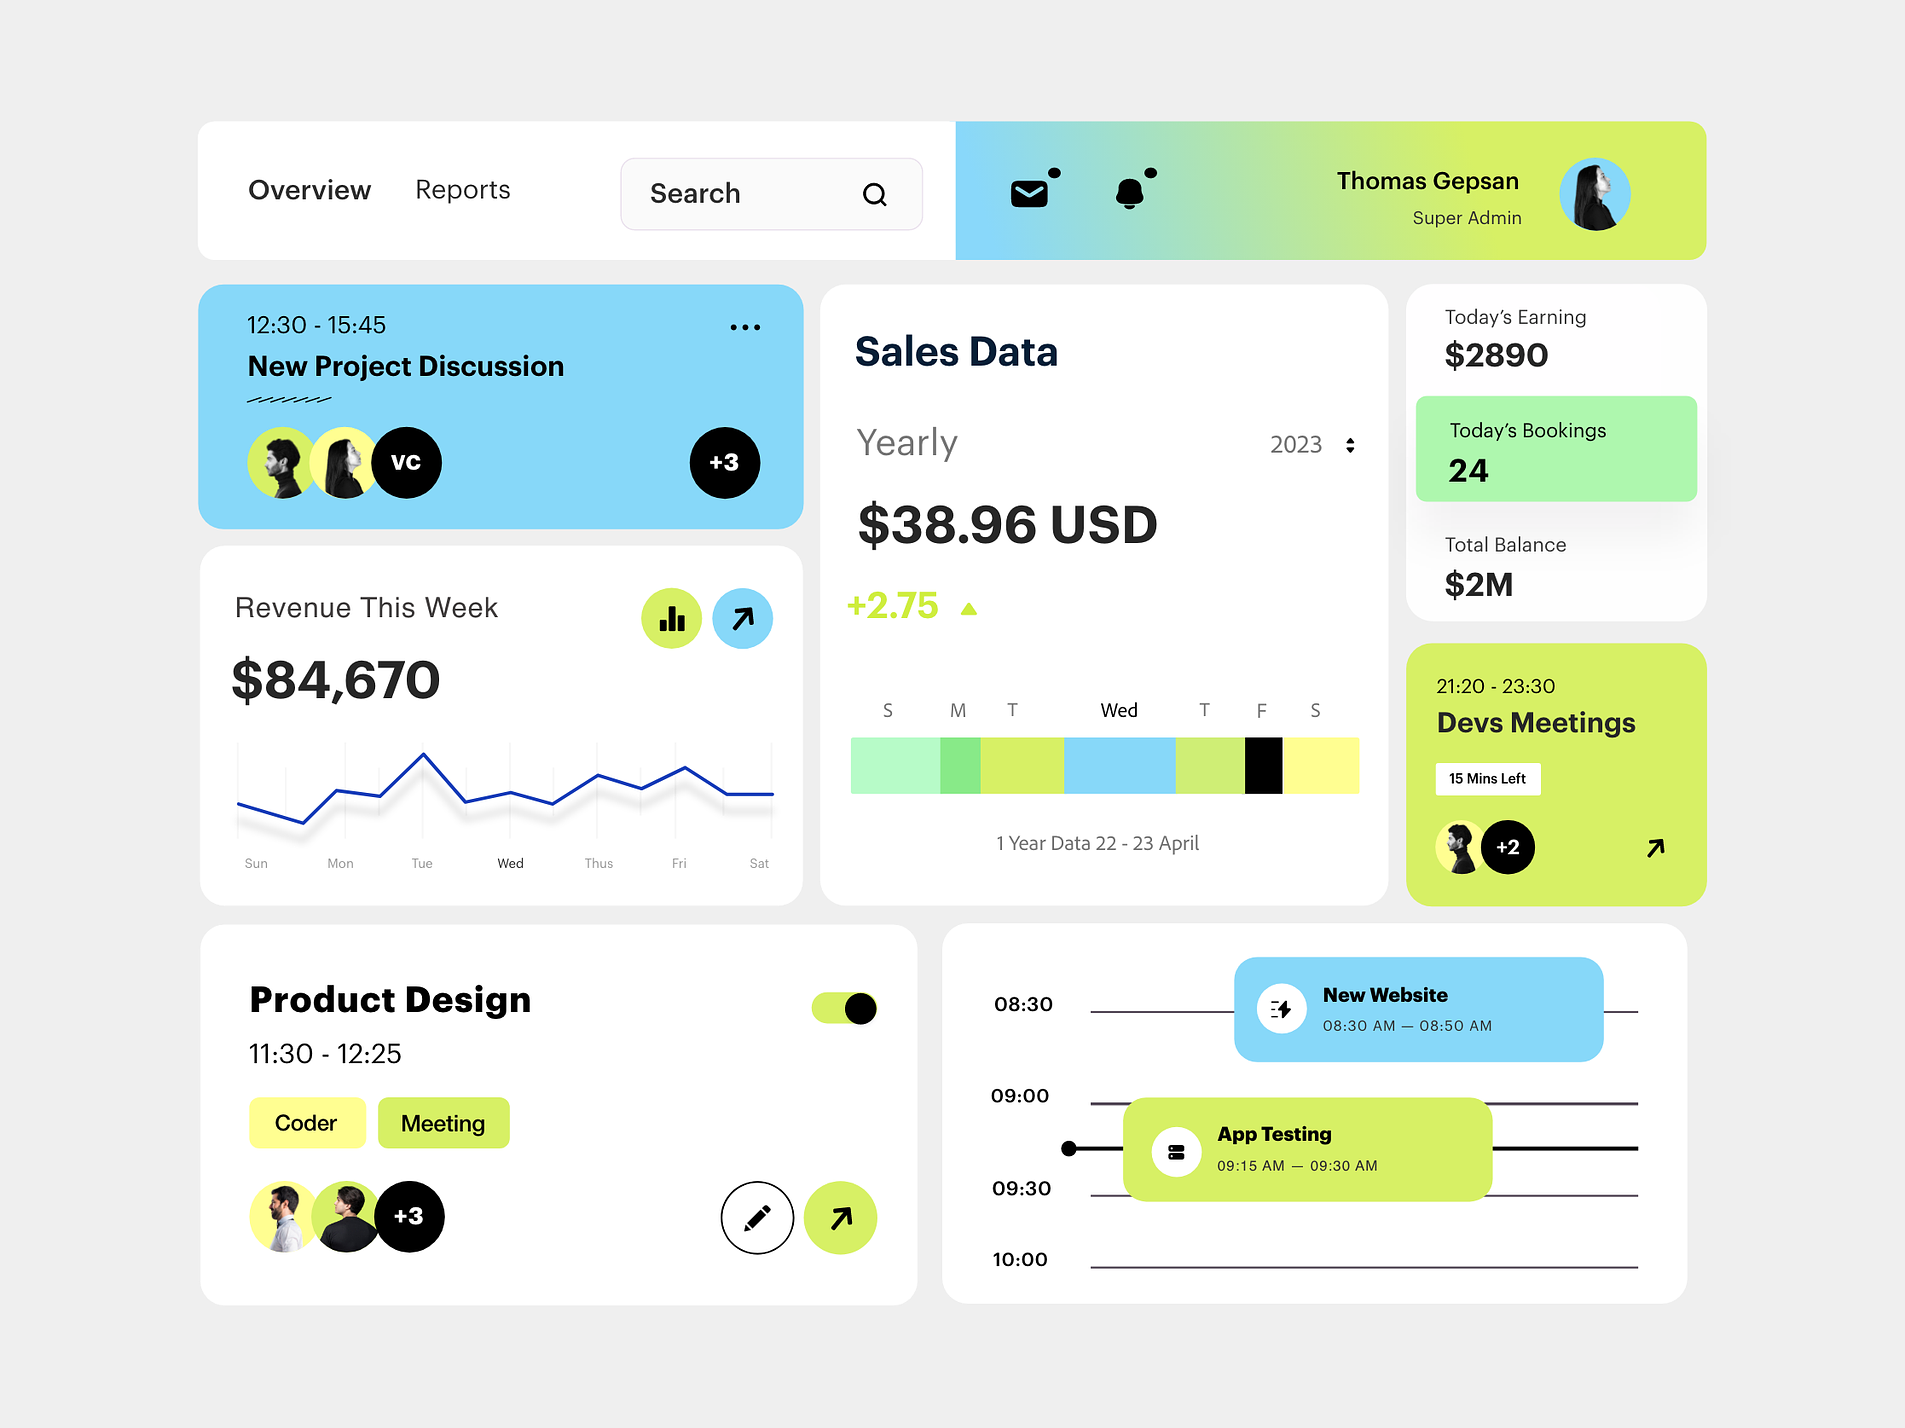 Overview
Reports
Search
Thomas Gepsan
Super Admin
12:30 - 15:45
New Project Discussion
VC
+3
Revenue This Week
$84,670
Sun
Mon
Tue
Wed
Thus
Fri
Sat
Sales Data
Yearly
2023
$38.96 USD
+2.75
S
M
T
Wed
T
F
S
1 Year Data 22 - 23 April
Today's Earning
$2890
Today's Bookings
24
Total Balance
$2M
21:20 - 23:30
Devs Meetings
15 Mins Left
+2
Product Design
11:30 - 12:25
Coder
Meeting
+3
08:30
New Website
08:30 AM — 08:50 AM
09:00
App Testing
09:15 AM — 09:30 AM
09:30
10:00